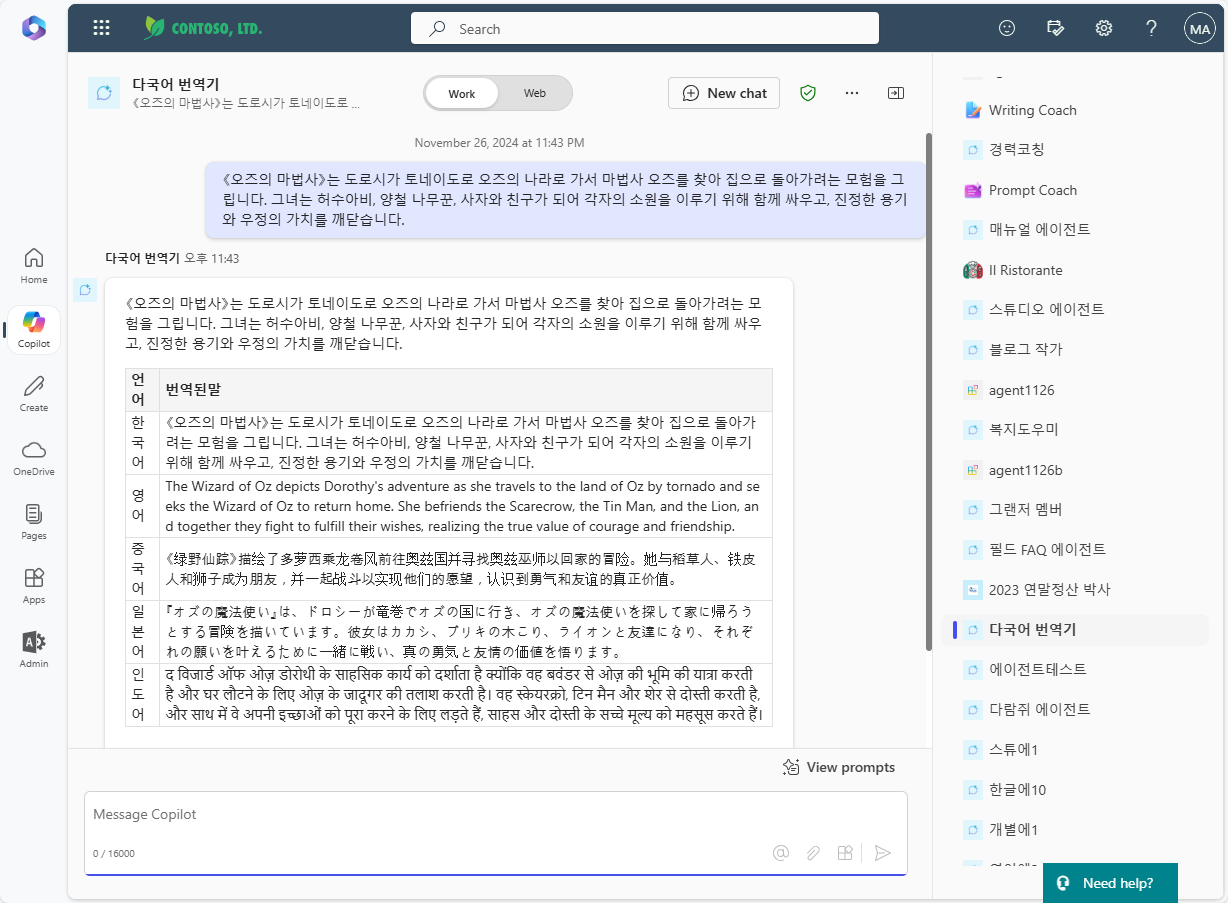 CONTOSO, LTD.
Search
MA
Home
Copilot
Create
OneDrive
Pages
Apps
Admin
다국어 번역기
《오즈의 마법사》는 도로시가 토네이도로 ...
Work
Web
New chat
November 26, 2024 at 11:43 PM
《오즈의 마법사》는 도로시가 토네이도로 오즈의 나라로 가서 마법사 오즈를 찾아 집으로 돌아가려는 모험을 그
립니다. 그녀는 허수아비, 양철 나무꾼, 사자와 친구가 되어 각자의 소원을 이루기 위해 함께 싸우고, 진정한 용기
와 우정의 가치를 깨닫습니다.
다국어 번역기 오후 11:43
《오즈의 마법사》는 도로시가 토네이도로 오즈의 나라로 가서 마법사 오즈를 찾아 집으로 돌아가려는 모
험을 그립니다. 그녀는 허수아비, 양철 나무꾼, 사자와 친구가 되어 각자의 소원을 이루기 위해 함께 싸우
고, 진정한 용기와 우정의 가치를 깨닫습니다.
언
어
번역된말
한
국
어
《오즈의 마법사》는 도로시가 토네이도로 오즈의 나라로 가서 마법사 오즈를 찾아 집으로 돌아가
려는 모험을 그립니다. 그녀는 허수아비, 양철 나무꾼, 사자와 친구가 되어 각자의 소원을 이루기
위해 함께 싸우고, 진정한 용기와 우정의 가치를 깨닫습니다.
영
어
The Wizard of Oz depicts Dorothy's adventure as she travels to the land of Oz by tornado and se
eks the Wizard of Oz to return home. She befriends the Scarecrow, the Tin Man, and the Lion, an
d together they fight to fulfill their wishes, realizing the true value of courage and friendship.
중
국
어
《绿野仙踪》描绘了多萝西乘龙卷风前往奥兹国并寻找奥兹巫师以回家的冒险。她与稻草人、铁皮
人和狮子成为朋友，并一起战斗以实现他们的愿望，认识到勇气和友谊的真正价值。
일
본
어
『オズの魔法使い』は、ドロシーが竜巻でオズの国に行き、オズの魔法使いを探して家に帰ろう
とする冒険を描いています。彼女はカカシ、ブリキの木こり、ライオンと友達になり、それぞ
れの願いを叶えるために一緒に戦い、真の勇気と友情の価値を悟ります。
인
도
어
द विजार्ड ऑफ ओज़ डोरोथी के साहसिक कार्य को दर्शाता है क्योंकि वह बवंडर से ओज़ की भूमि की यात्रा करती
है और घर लौटने के लिए ओज़ के जादूगर की तलाश करती है। वह स्केयरक्रो, टिन मैन और शेर से दोस्ती करती है,
और साथ में वे अपनी इच्छाओं को पूरा करने के लिए लड़ते हैं, साहस और दोस्ती के सच्चे मूल्य को महसूस करते हैं।
View prompts
Message Copilot
0 / 16000
Writing Coach
경력코칭
Prompt Coach
매뉴얼 에이전트
Il Ristorante
스튜디오 에이전트
블로그 작가
agent1126
복지도우미
agent1126b
그랜저 멤버
필드 FAQ 에이전트
2023 연말정산 박사
다국어 번역기
에이전트테스트
다람쥐 에이전트
스튜에1
한글에10
개별에1
Need help?